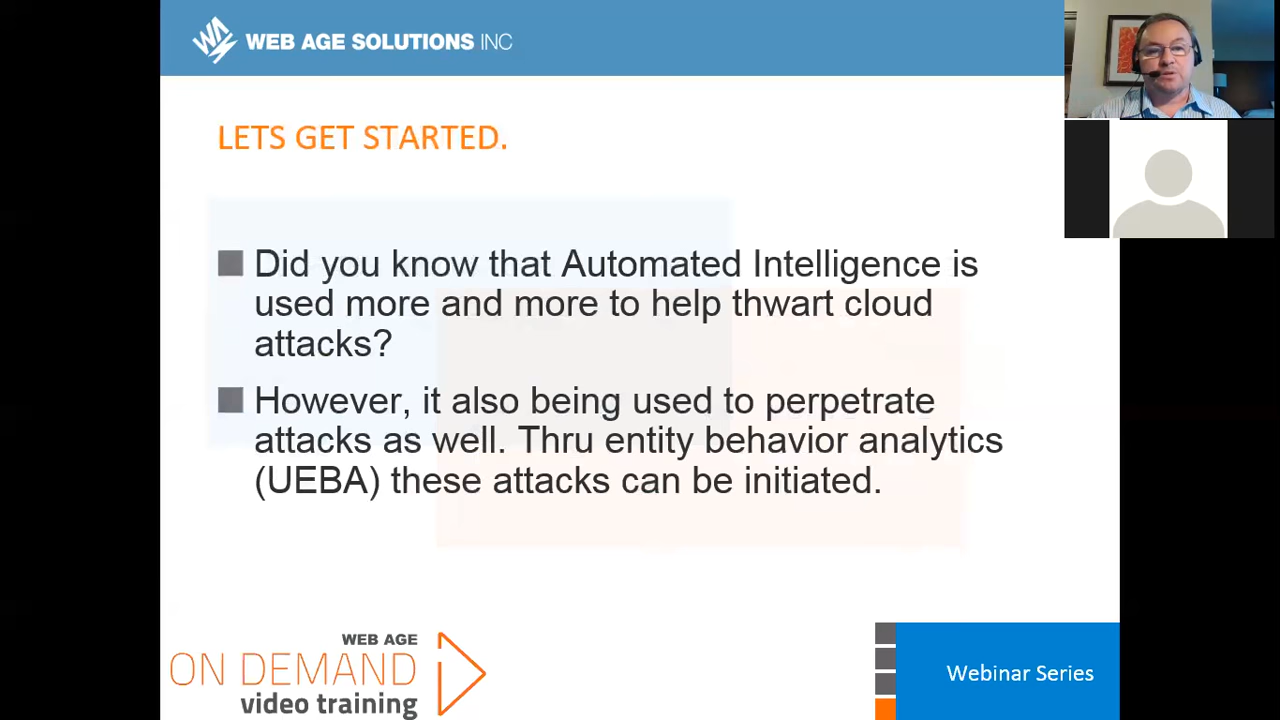 WEB AGE SOLUTIONS INC
LETS GET STARTED.
Did you know that Automated Intelligence is
used more and more to help thwart cloud
attacks?
However, it also being used to perpetrate
attacks as well. Thru entity behavior analytics
(UEBA) these attacks can be initiated.
WEB AGE
ON DEMAND
video training
Webinar Series